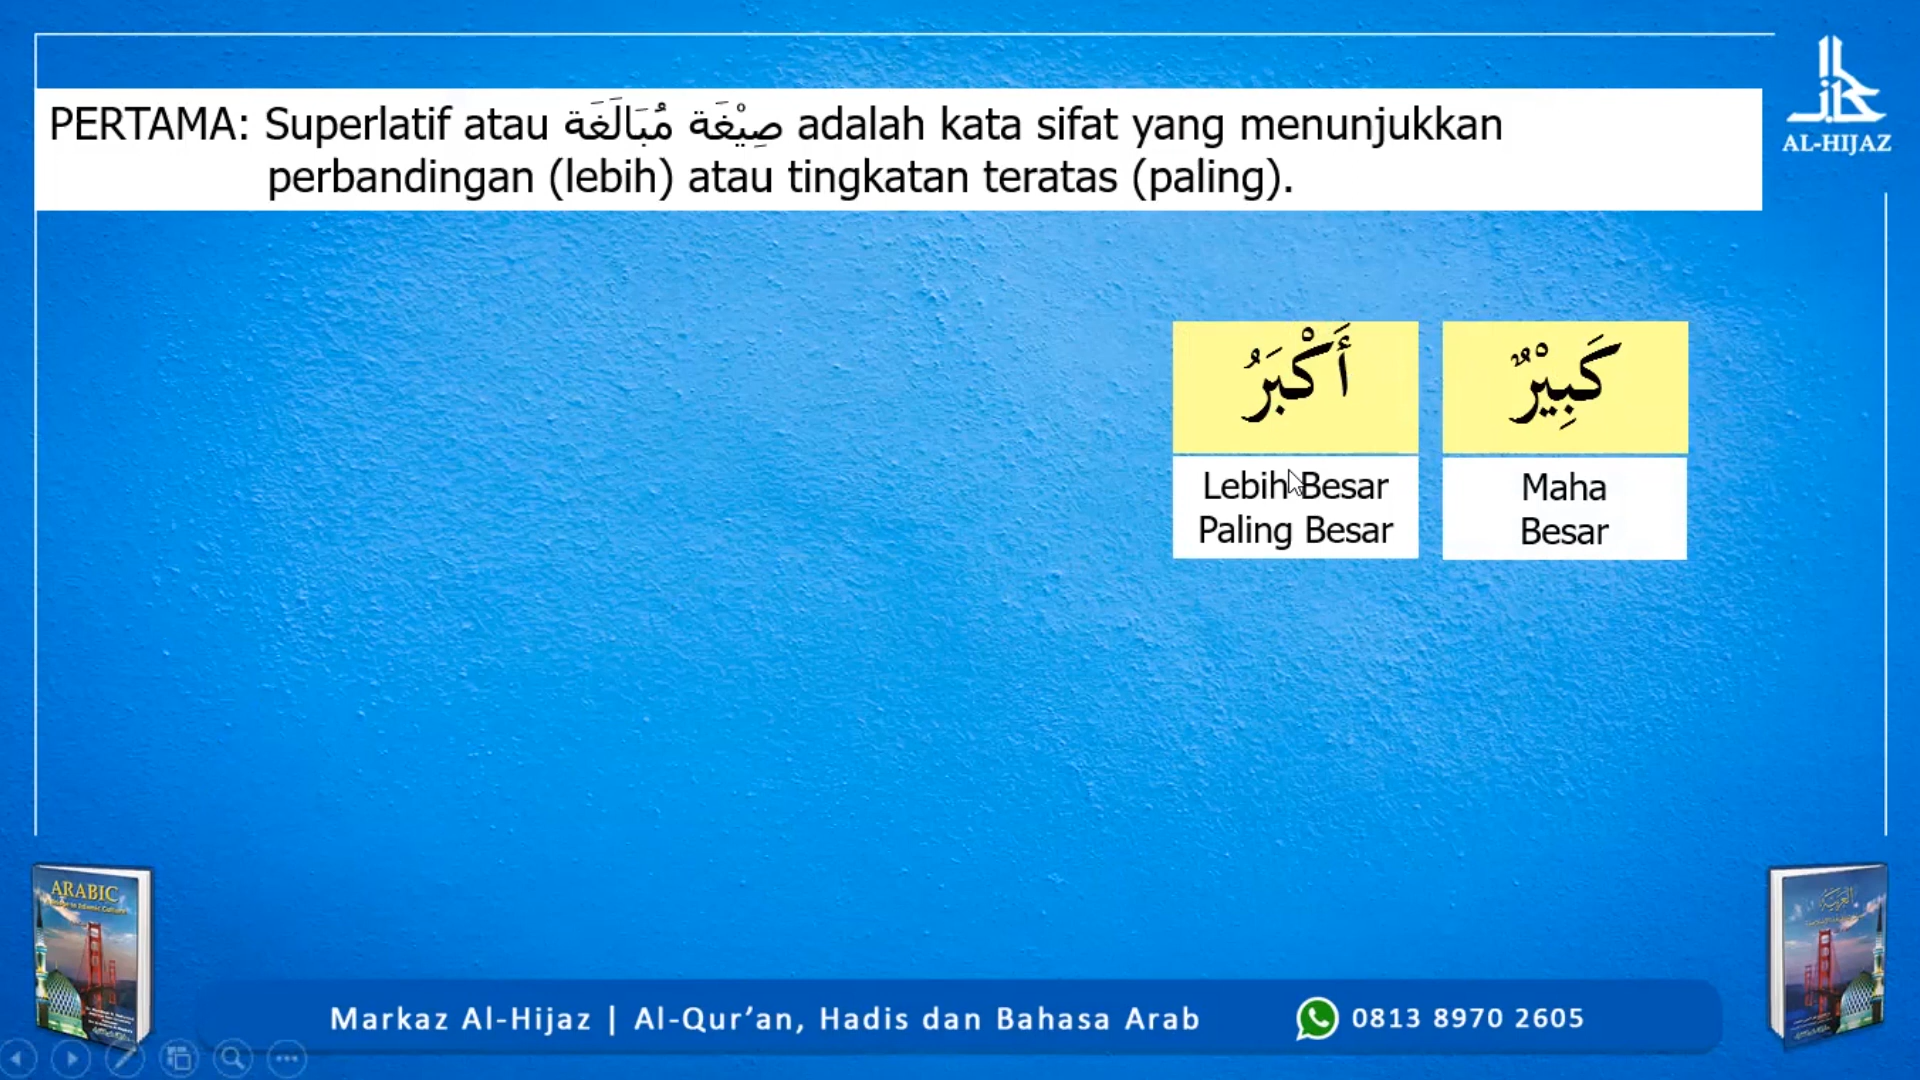 AL-HIJAZ
PERTAMA: Superlatif atau صِيْغَة مُبَالَغَة adalah kata sifat yang menunjukkan
perbandingan (lebih) atau tingkatan teratas (paling).
كَبِيْرٌ
Maha
Besar
أَكْبَرُ
Lebih Besar
Paling Besar
ARABIC
العربية
Markaz Al-Hijaz | Al-Qur’an, Hadis dan Bahasa Arab
0813 8970 2605